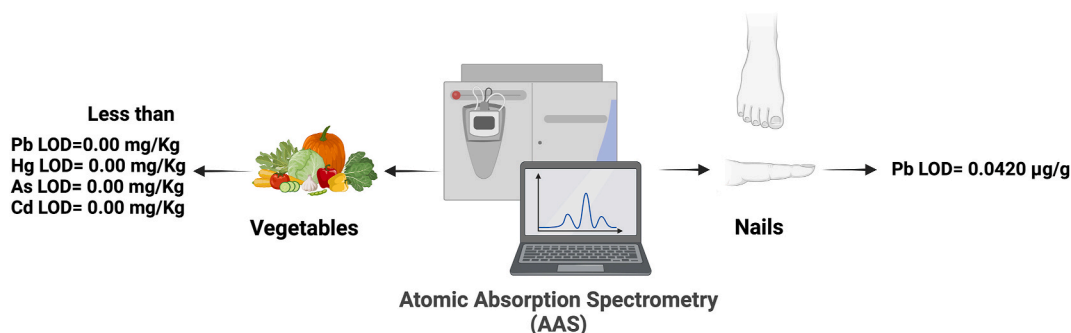 Less than
Pb LOD=0.00 mg/Kg
Hg LOD= 0.00 mg/Kg
As LOD= 0.00 mg/Kg
Cd LOD= 0.00 mg/Kg
Vegetables
Atomic Absorption Spectrometry
(AAS)
Nails
Pb LOD= 0.0420 µg/g